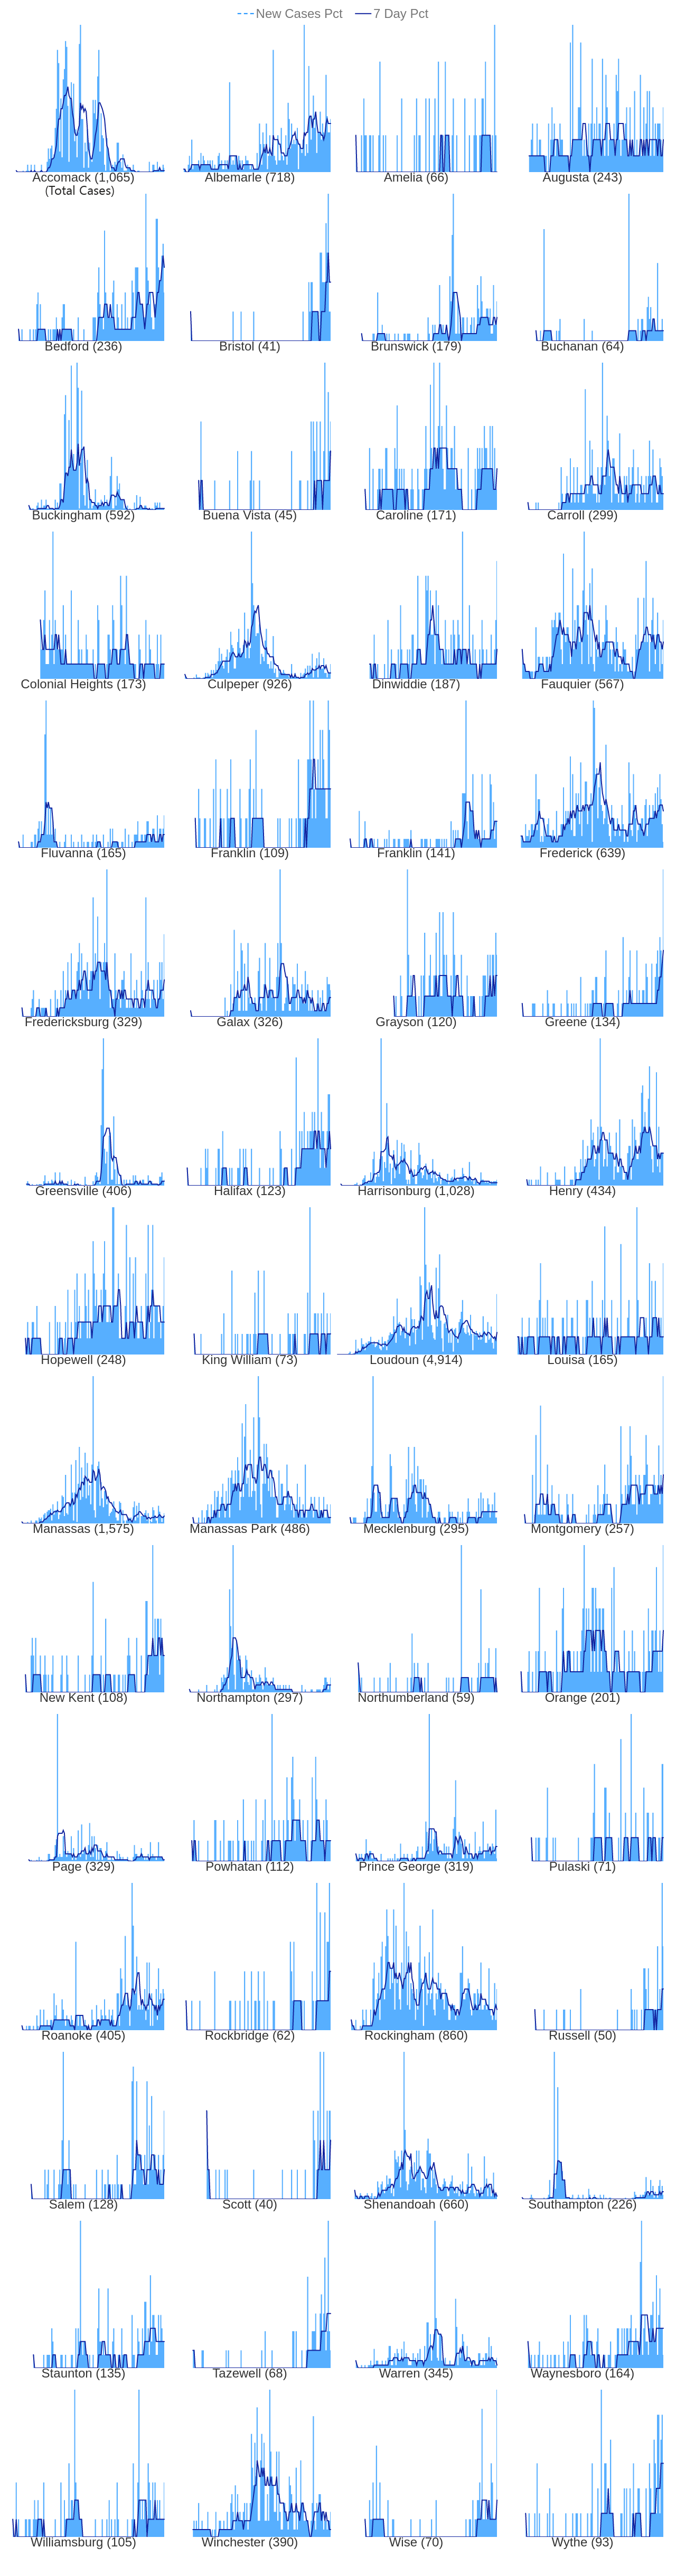 New Cases Pct 7 Day Pct
Accomack (1,065) Albemarle (718) Amelia (66) Augusta (243)
(Total Cases)
Bedford (236) Bristol (41) Brunswick (179) Buchanan (64)
Buckingham (592) Buena Vista (45) Caroline (171) Carroll (299)
Colonial Heights (173) Culpeper (926) Dinwiddie (187) Fauquier (567)
Fluvanna (165) Franklin (109) Franklin (141) Frederick (639)
Fredericksburg (329) Galax (326) Grayson (120) Greene (134)
Greensville (406) Halifax (123) Harrisonburg (1,028) Henry (434)
Hopewell (248) King William (73) Loudoun (4,914) Louisa (165)
Manassas (1,575) Manassas Park (486) Mecklenburg (295) Montgomery (257)
New Kent (108) Northampton (297) Northumberland (59) Orange (201)
Page (329) Powhatan (112) Prince George (319) Pulaski (71)
Roanoke (405) Rockbridge (62) Rockingham (860) Russell (50)
Salem (128) Scott (40) Shenandoah (660) Southampton (226)
Staunton (135) Tazewell (68) Warren (345) Waynesboro (164)
Williamsburg (105) Winchester (390) Wise (70) Wythe (93)